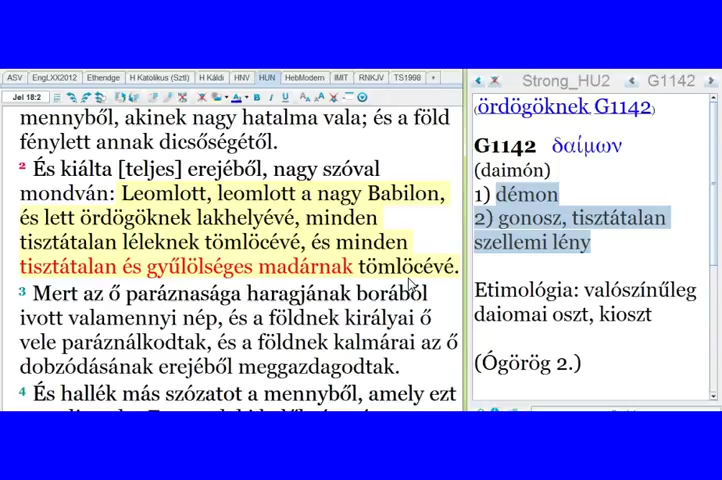 ASV EngLXX2012 Etheridge H Katolikus (SztI) H Káldi HNV HUN HebModern IMIT RNKJV TS1998
Jel 18:2
mennyből, akinek nagy hatalma vala; és a föld
fénylett annak dicsőségétől.
2 És kiálta [teljes] erejéből, nagy szóval
mondván: Leomlott, leomlott a nagy Babilon,
és lett ördögöknek lakhelyévé, minden
tisztátalan léleknek tömlöcévé, és minden
tisztátalan és gyűlölséges madárnak tömlöcévé.
3 Mert az ő paráznasága haragjának borából
ivott valamennyi nép, és a földnek királyai ő
vele paráználkodtak, és a földnek kalmárai az ő
dobzódásának erejéből meggazdagodtak.
4 És hallék más szózatot a mennyből, amely ezt
Strong_HU2 G1142
(ördögöknek G1142)
G1142 δαίμων
(daimón)
1) démon
2) gonosz, tisztátalan
szellemi lény
Etimológia: valószínűleg
daiomai oszt, kioszt
(Ógörög 2.)